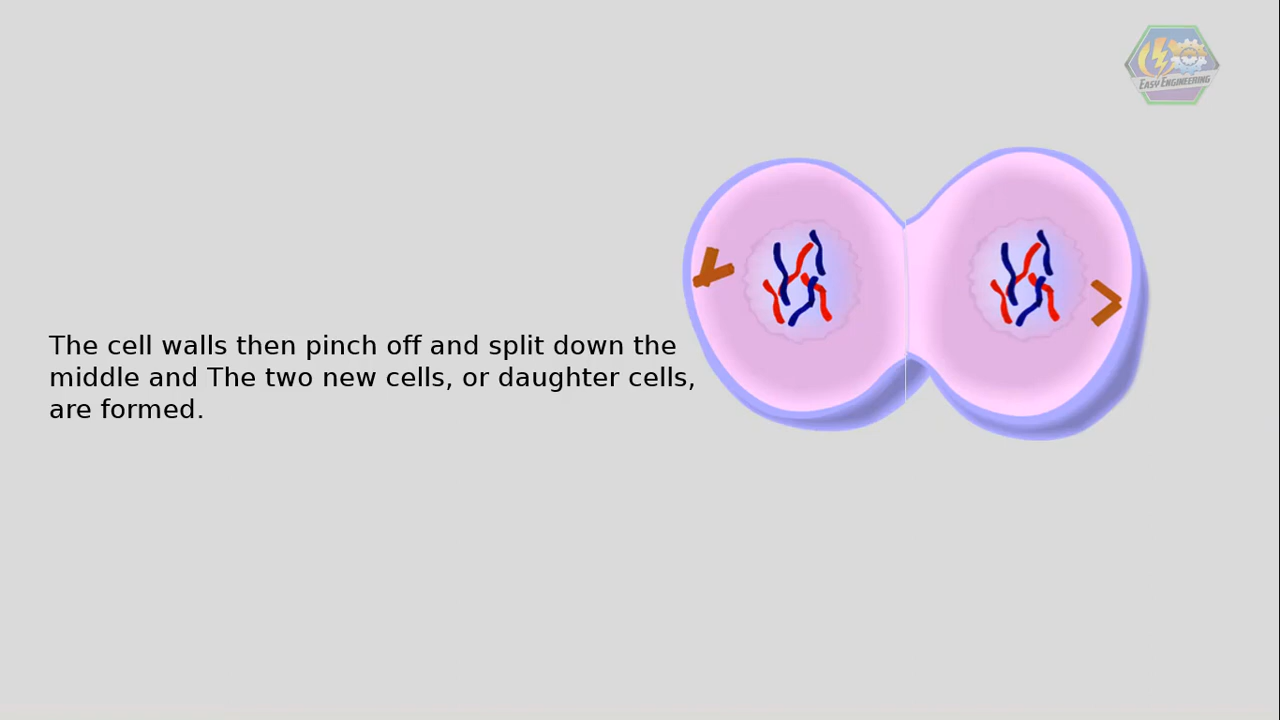 EASY ENGINEERING
The cell walls then pinch off and split down the
middle and The two new cells, or daughter cells,
are formed.